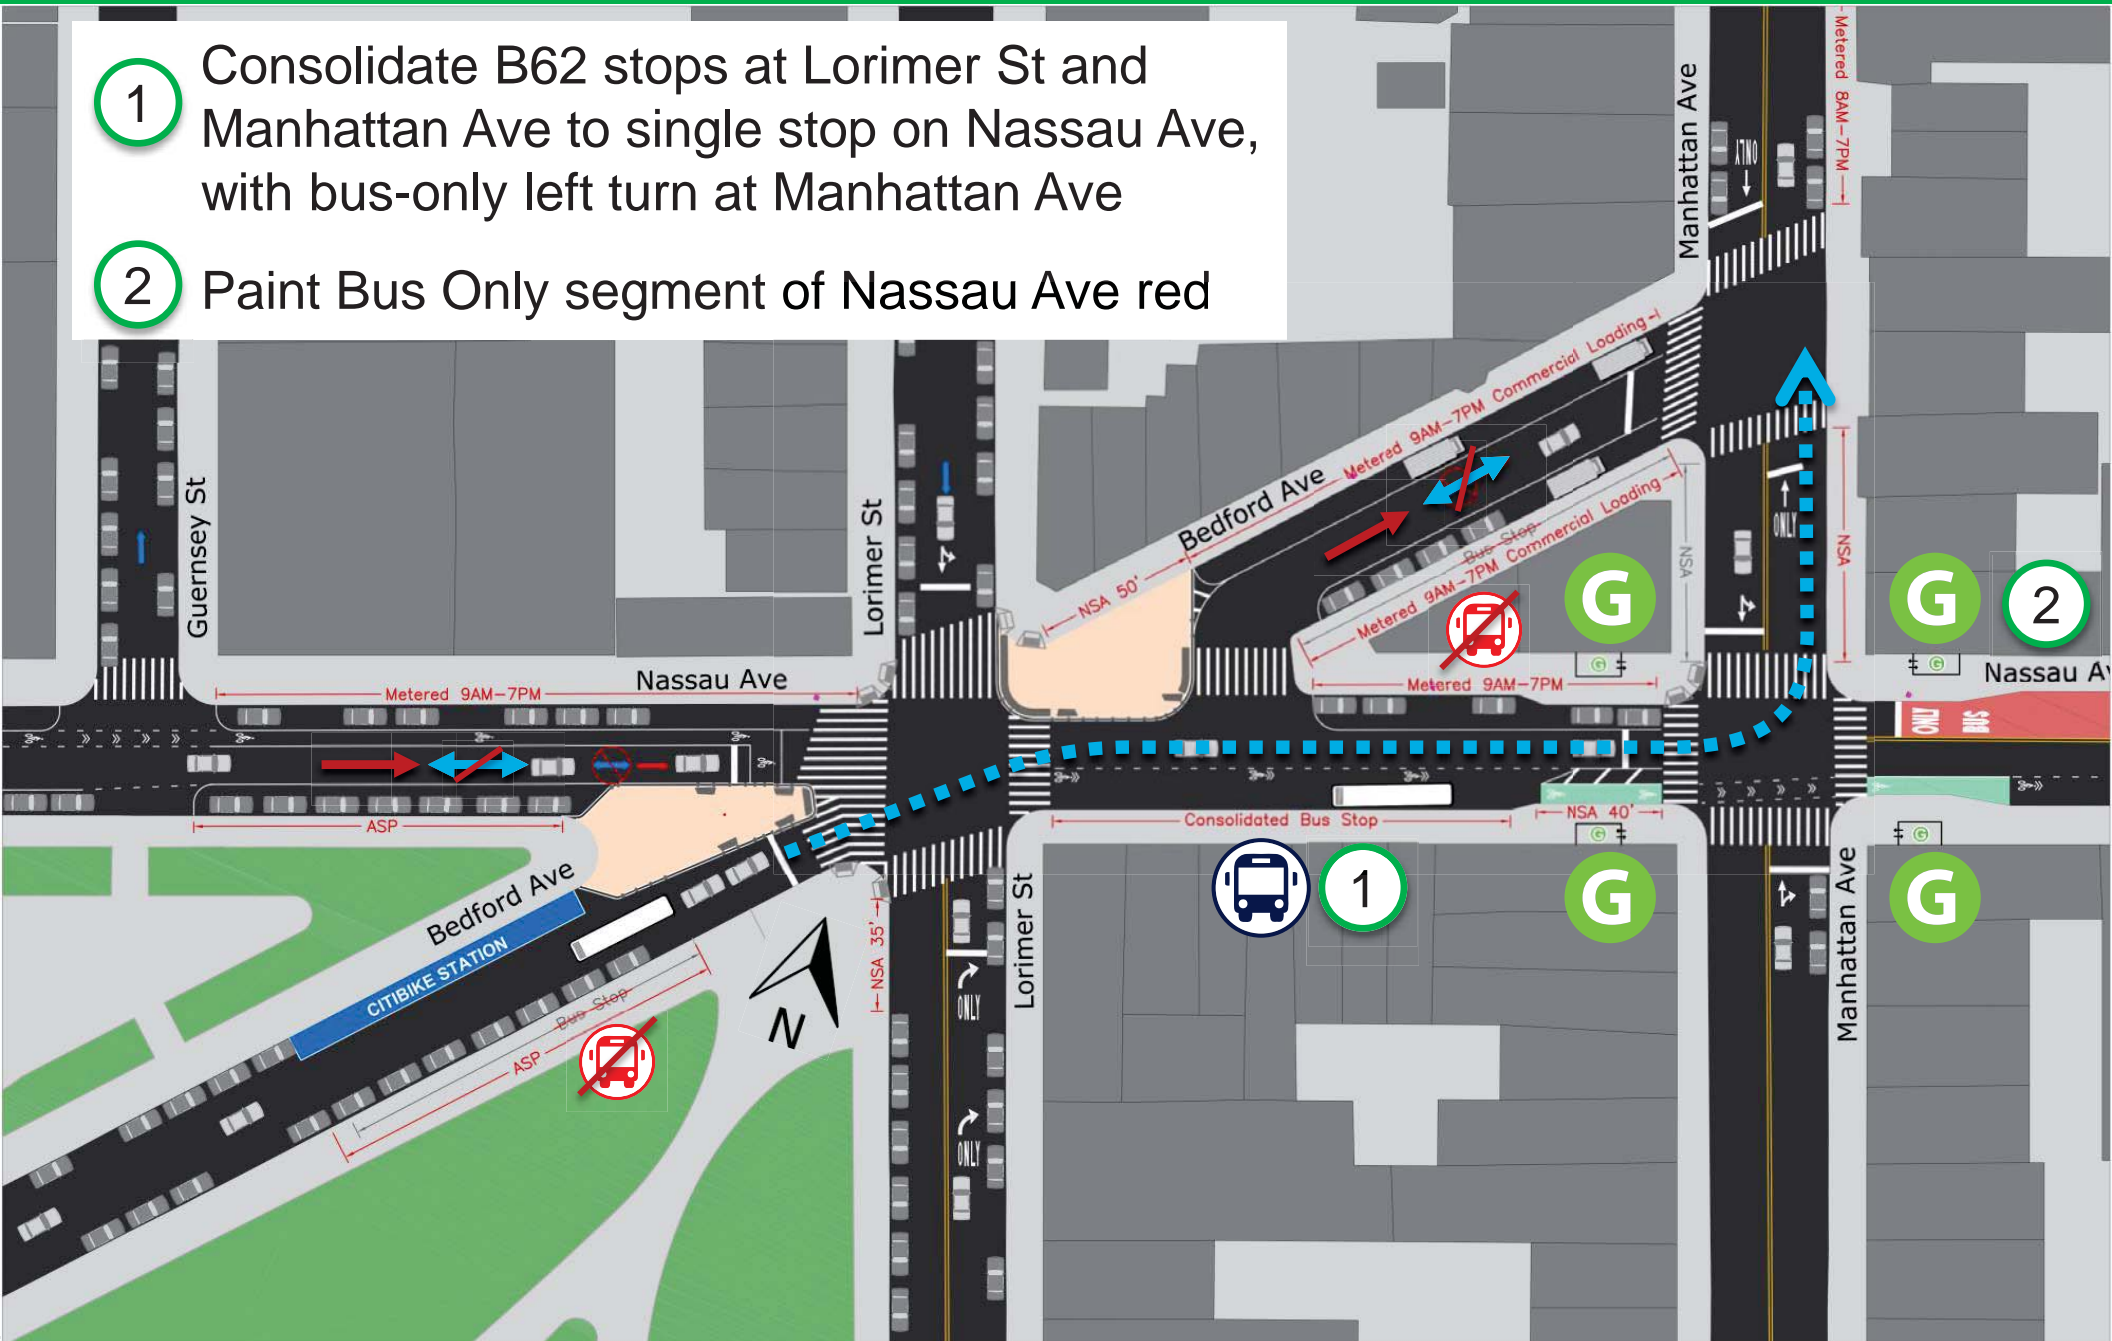 1
Consolidate B62 stops at Lorimer St and
Manhattan Ave to single stop on Nassau Ave,
with bus-only left turn at Manhattan Ave
2
Paint Bus Only segment of Nassau Ave red
Metered 8AM-7PM
Manhattan Ave
ONLY
Metered 9AM-7PM Commercial Loading
Bedford Ave
Guernsey St
Lorimer St
NSA 50'
Bus Stop
Metered 9AM-7PM Commercial Loading
NSA
ONLY
NSA
G
G
2
Nassau Ave
Metered 9AM-7PM
Metered 9AM-7PM
G
G
Nassau Av
ONLY
BUS
ASP
Consolidated Bus Stop
NSA 40'
G
G
Bedford Ave
CITIBIKE STATION
1
G
G
Lorimer St
Manhattan Ave
NSA 35'
ONLY
Bus Stop
ASP
N
ONLY